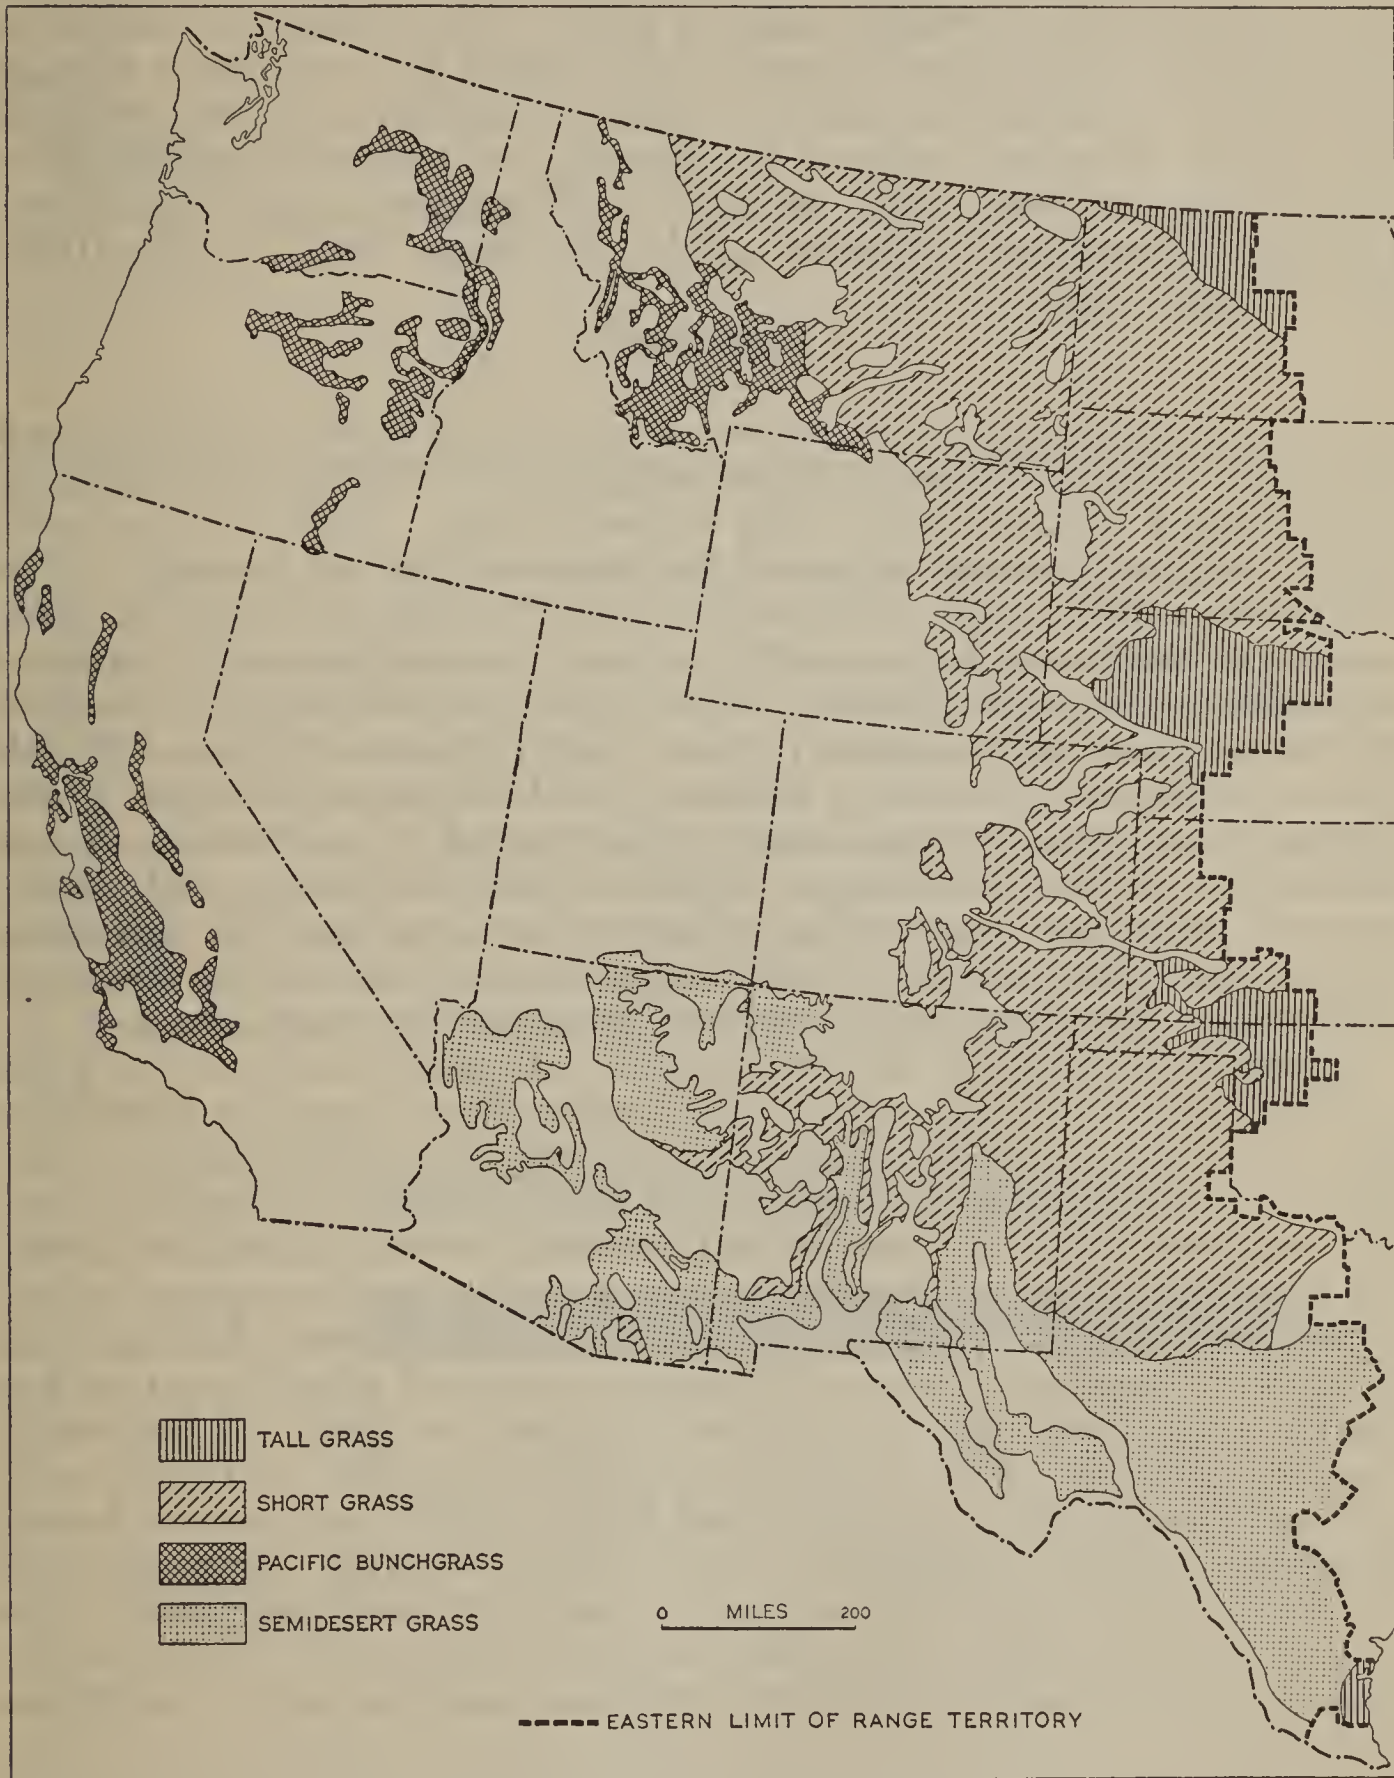 TALL GRASS
SHORT GRASS
PACIFIC BUNCHGRASS
SEMIDESERT GRASS
0 MILES 200
EASTERN LIMIT OF RANGE TERRITORY